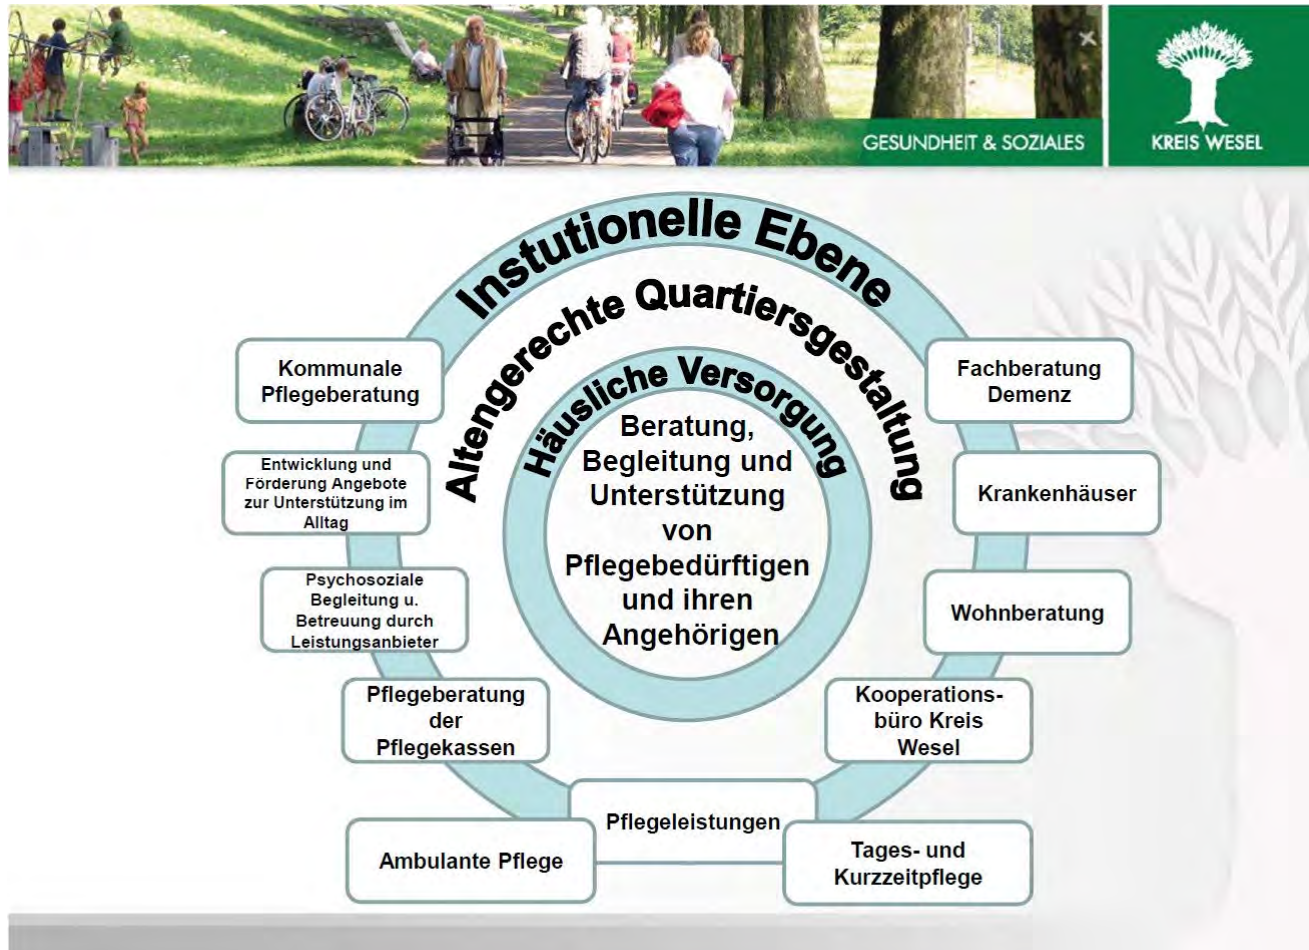 GESUNDHEIT & SOZIALES
KREIS WESEL
Instutionelle Ebene
Altengerechte Quartiersgestaltung
Häusliche Versorgung
Beratung,
Begleitung und
Unterstützung
von
Pflegebedürftigen
und ihren
Angehörigen
Kommunale
Pflegeberatung
Entwicklung und
Förderung Angebote
zur Unterstützung im
Alltag
Psychosoziale
Begleitung u.
Betreuung durch
Leistungsanbieter
Pflegeberatung
der
Pflegekassen
Ambulante Pflege
Pflegeleistungen
Tages- und
Kurzzeitpflege
Kooperations-
büro Kreis
Wesel
Wohnberatung
Krankenhäuser
Fachberatung
Demenz